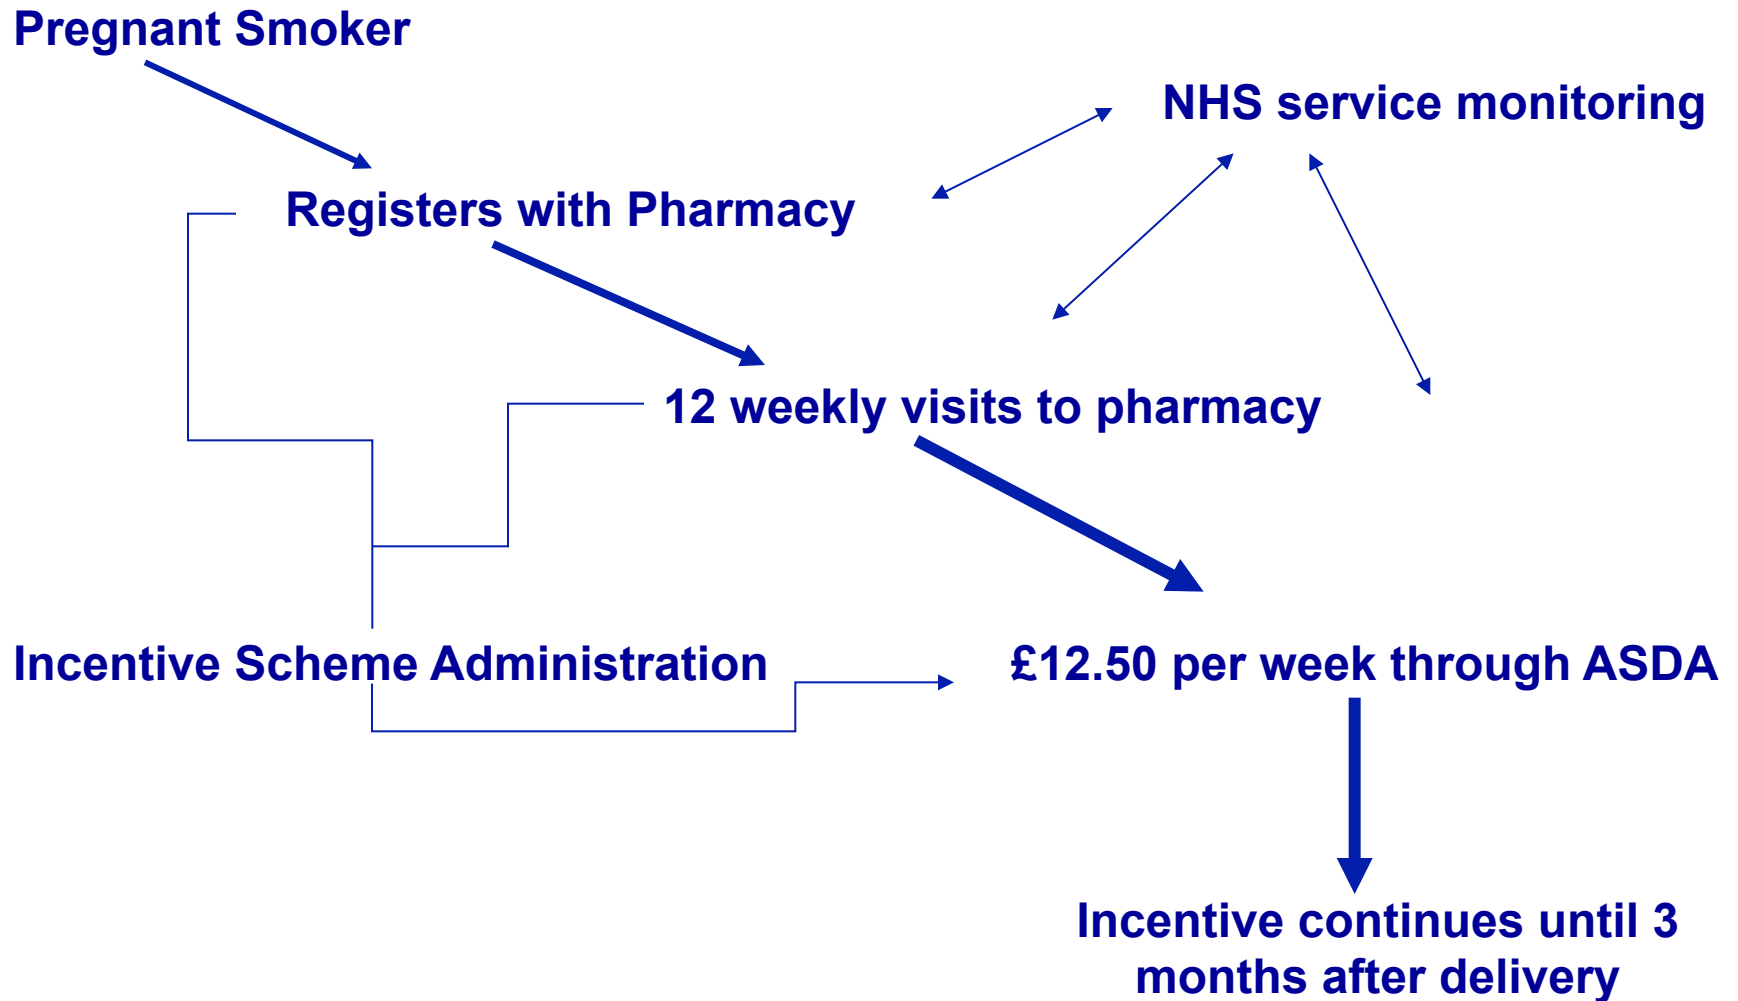 Pregnant Smoker
NHS service monitoring
Registers with Pharmacy
12 weekly visits to pharmacy
Incentive Scheme Administration
£12.50 per week through ASDA
Incentive continues until 3
months after delivery